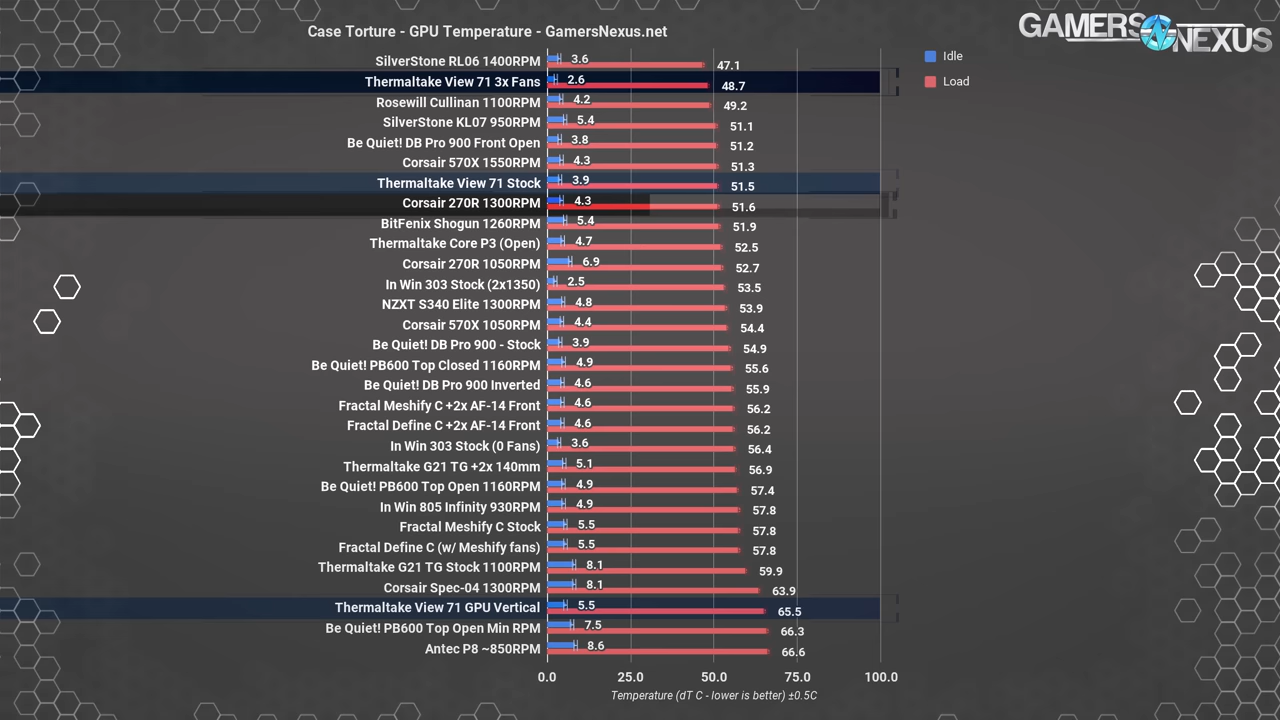 Case Torture - GPU Temperature - GamersNexus.net
GAMERS NEXUS
Idle
Load
SilverStone RL06 1400RPM 3.6 47.1
Thermaltake View 71 3x Fans 2.6 48.7
Rosewill Cullinan 1100RPM 4.2 49.2
SilverStone KL07 950RPM 5.4 51.1
Be Quiet! DB Pro 900 Front Open 3.8 51.2
Corsair 570X 1550RPM 4.3 51.3
Thermaltake View 71 Stock 3.9 51.5
Corsair 270R 1300RPM 4.3 51.6
BitFenix Shogun 1260RPM 5.4 51.9
Thermaltake Core P3 (Open) 4.7 52.5
Corsair 270R 1050RPM 6.9 52.7
In Win 303 Stock (2x1350) 2.5 53.5
NZXT S340 Elite 1300RPM 4.8 53.9
Corsair 570X 1050RPM 4.4 54.4
Be Quiet! DB Pro 900 - Stock 3.9 54.9
Be Quiet! PB600 Top Closed 1160RPM 4.9 55.6
Be Quiet! DB Pro 900 Inverted 4.6 55.9
Fractal Meshify C +2x AF-14 Front 4.6 56.2
Fractal Define C +2x AF-14 Front 4.6 56.2
In Win 303 Stock (0 Fans) 3.6 56.4
Thermaltake G21 TG +2x 140mm 5.1 56.9
Be Quiet! PB600 Top Open 1160RPM 4.9 57.4
In Win 805 Infinity 930RPM 4.9 57.8
Fractal Meshify C Stock 5.5 57.8
Fractal Define C (w/ Meshify fans) 5.5 57.8
Thermaltake G21 TG Stock 1100RPM 8.1 59.9
Corsair Spec-04 1300RPM 8.1 63.9
Thermaltake View 71 GPU Vertical 5.5 65.5
Be Quiet! PB600 Top Open Min RPM 7.5 66.3
Antec P8 ~850RPM 8.6 66.6
0.0 25.0 50.0 75.0 100.0
Temperature (dT C - lower is better) ±0.5C